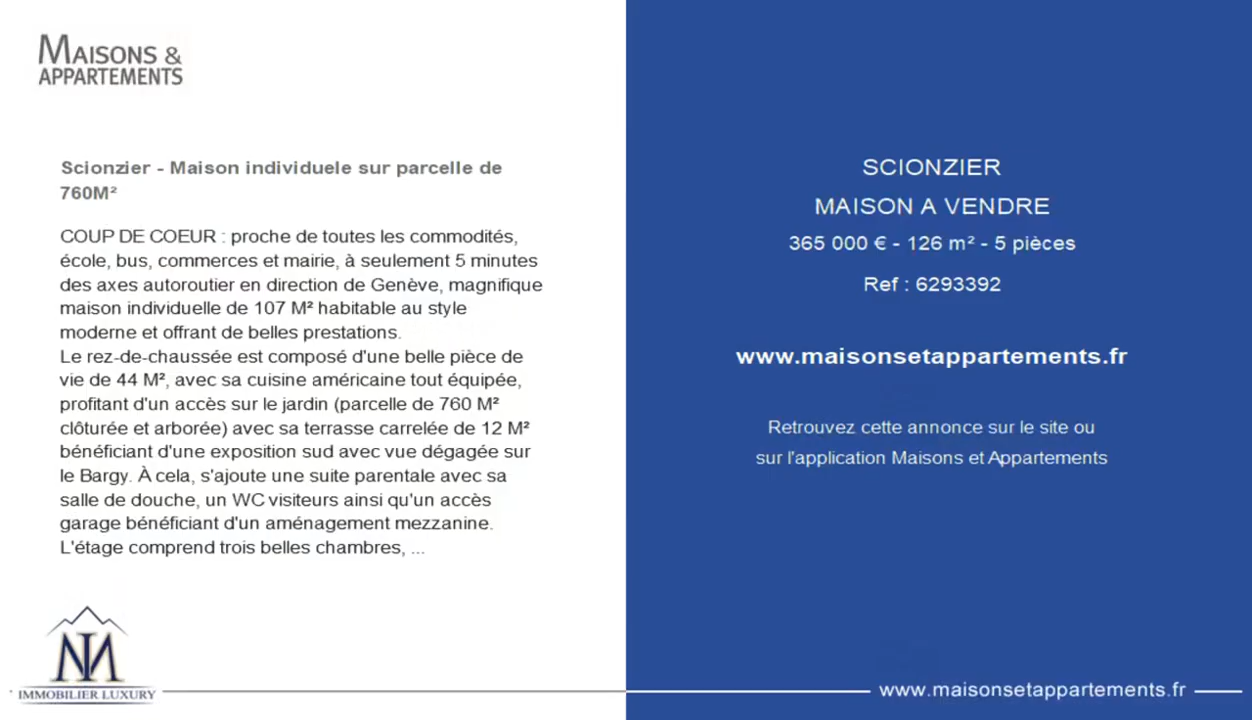 MAISONS &
APPARTEMENTS
Scionzier - Maison individuele sur parcelle de
760M²
COUP DE COEUR : proche de toutes les commodités,
école, bus, commerces et mairie, à seulement 5 minutes
des axes autoroutier en direction de Genève, magnifique
maison individuelle de 107 M² habitable au style
moderne et offrant de belles prestations.
Le rez-de-chaussée est composé d'une belle pièce de
vie de 44 M², avec sa cuisine américaine tout équipée,
profitant d'un accès sur le jardin (parcelle de 760 M²
clôturée et arborée) avec sa terrasse carrelée de 12 M²
bénéficiant d'une exposition sud avec vue dégagée sur
le Bargy. À cela, s'ajoute une suite parentale avec sa
salle de douche, un WC visiteurs ainsi qu'un accès
garage bénéficiant d'un aménagement mezzanine.
L'étage comprend trois belles chambres, ...
IMMOBILIER LUXURY
SCIONZIER
MAISON A VENDRE
365 000 € - 126 m² - 5 pièces
Ref : 6293392
www.maisonsetappartements.fr
Retrouvez cette annonce sur le site ou
sur l'application Maisons et Appartements
www.maisonsetappartements.fr